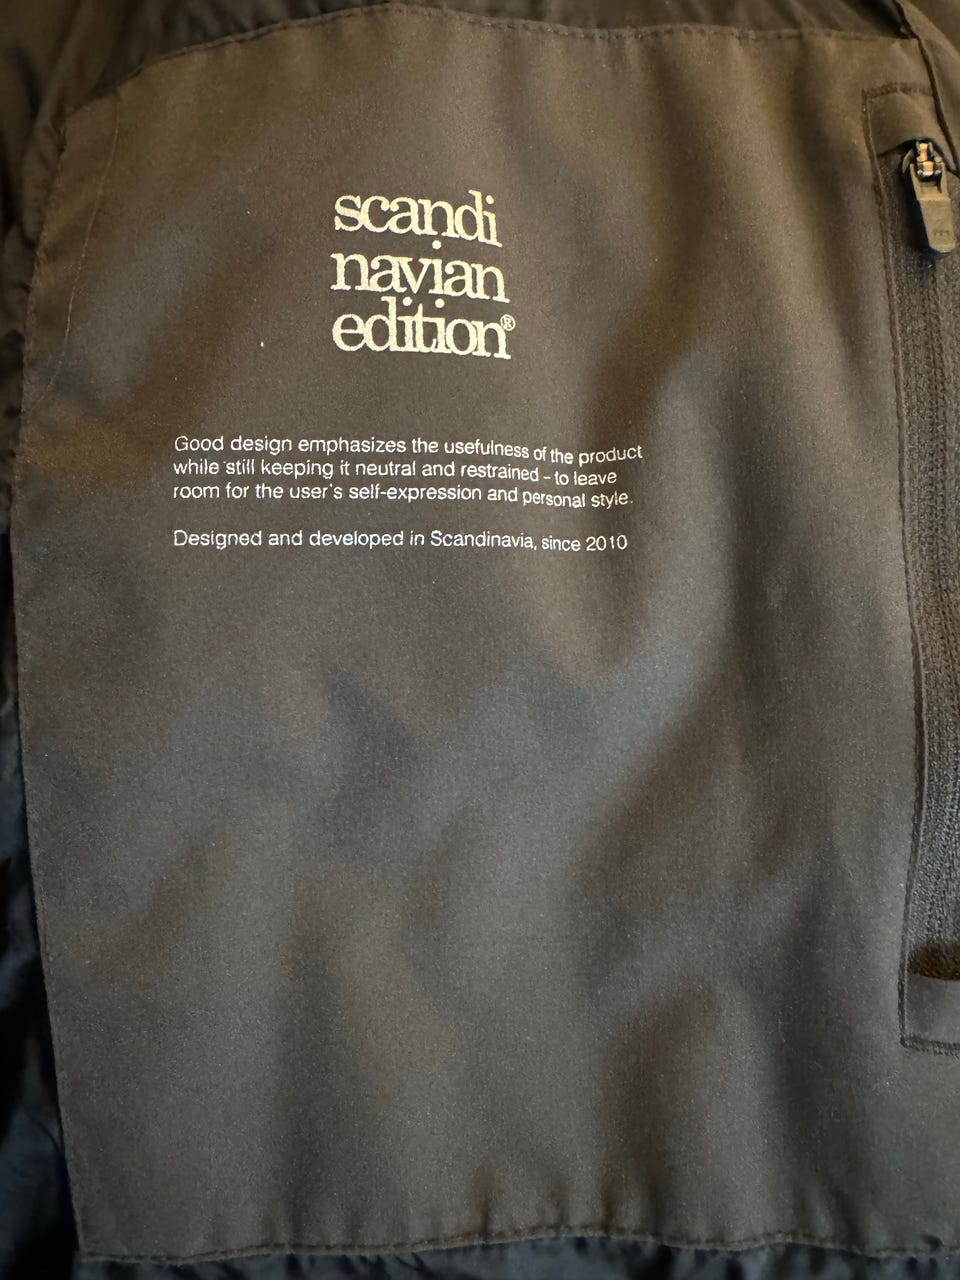 scandi
navian
edition®
Good design emphasizes the usefulness of the product
while still keeping it neutral and restrained - to leave
room for the user's self-expression and personal style.
Designed and developed in Scandinavia, since 2010